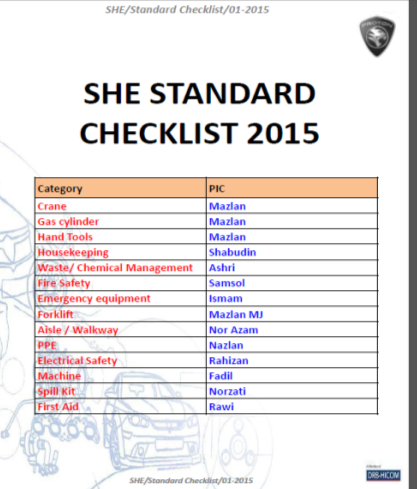 SHE/Standard Checklist/01-2015
PROTON
SHE STANDARD
CHECKLIST 2015
Category PIC
Crane Mazlan
Gas cylinder Mazlan
Hand Tools Mazlan
Housekeeping Shabudin
Waste/ Chemical Management Ashri
Fire Safety Samsol
Emergency equipment Ismam
Forklift Mazlan MJ
Aisle / Walkway Nor Azam
PPE Nazlan
Electrical Safety Rahizan
Machine Fadil
Spill Kit Norzati
First Aid Rawi
SHE/Standard Checklist/01-2015
DRB-HICOM